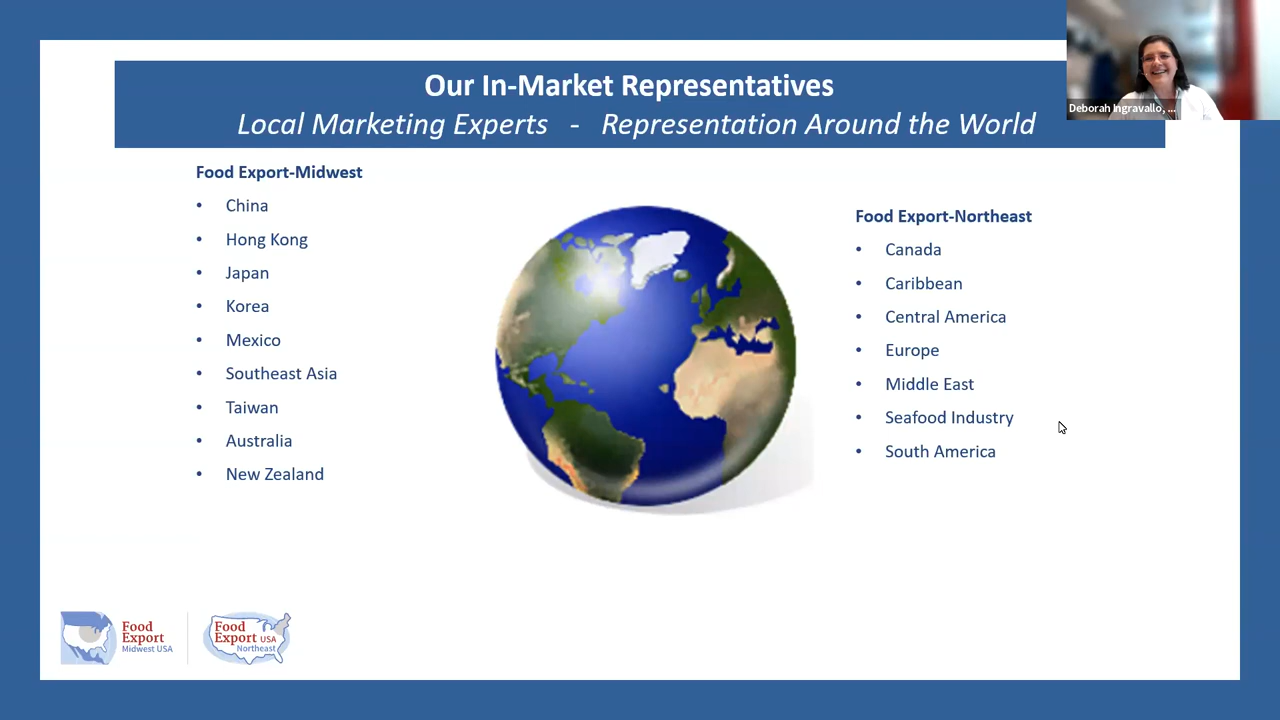 Our In-Market Representatives
Local Marketing Experts - Representation Around the World
Deborah Ingravallo, ...
Food Export-Midwest
• China
• Hong Kong
• Japan
• Korea
• Mexico
• Southeast Asia
• Taiwan
• Australia
• New Zealand
Food Export-Northeast
• Canada
• Caribbean
• Central America
• Europe
• Middle East
• Seafood Industry
• South America
Food
Export
Midwest USA
Food
Export USA
Northeast